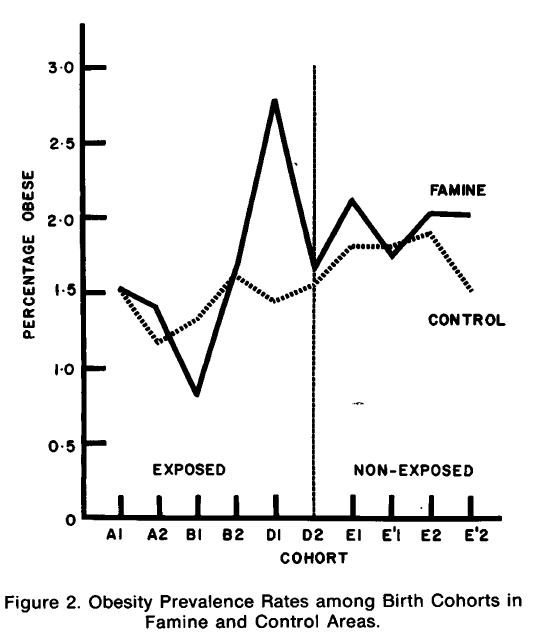 3·0
2·5
2·0
1·5
1·0
0·5
0
PERCENTAGE OBESE
FAMINE
CONTROL
EXPOSED
NON-EXPOSED
A1 A2 B1 B2 D1 D2 E1 E'1 E2 E'2
COHORT
Figure 2. Obesity Prevalence Rates among Birth Cohorts in
Famine and Control Areas.